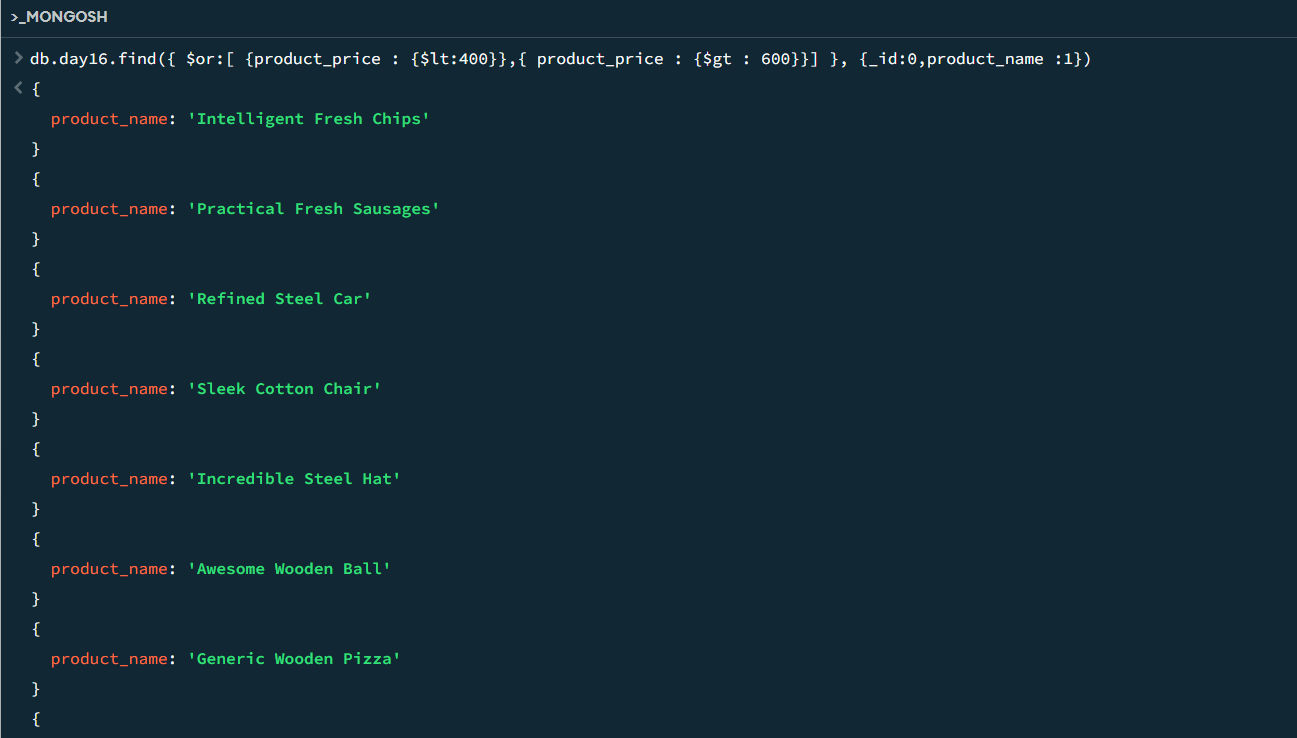 >_MONGOSH
> db.day16.find({ $or:[ {product_price : {$lt:400}},{ product_price : {$gt : 600}}] }, {_id:0,product_name :1})
< {
product_name: 'Intelligent Fresh Chips'
}
{
product_name: 'Practical Fresh Sausages'
}
{
product_name: 'Refined Steel Car'
}
{
product_name: 'Sleek Cotton Chair'
}
{
product_name: 'Incredible Steel Hat'
}
{
product_name: 'Awesome Wooden Ball'
}
{
product_name: 'Generic Wooden Pizza'
}
{